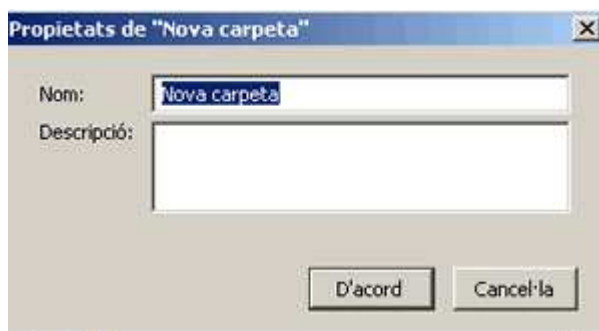 Propietats de "Nova carpeta"
Nom:
Nova carpeta
Descripció:
D'acord
Cancel·la